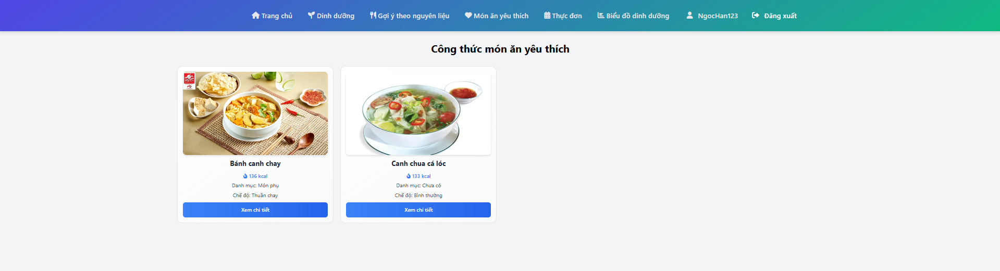 Trang chủ Dinh dưỡng Gợi ý theo nguyên liệu Món ăn yêu thích Thực đơn Biểu đồ dinh dưỡng NgocHan123 Đăng xuất
Công thức món ăn yêu thích
Bánh canh chay
136 kcal
Danh mục: Món phụ
Chế độ: Thuần chay
Xem chi tiết
Canh chua cá lóc
133 kcal
Danh mục: Chưa có
Chế độ: Bình thường
Xem chi tiết